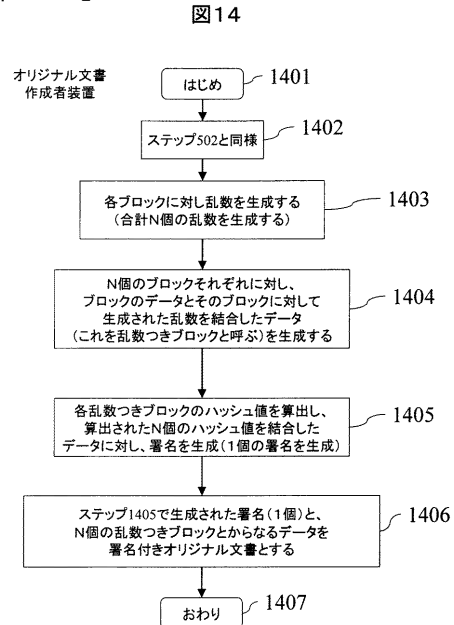 図14
オリジナル文書
作成者装置
はじめ
1401
ステップ502と同様
1402
各ブロックに対し乱数を生成する
(合計N個の乱数を生成する)
1403
N個のブロックそれぞれに対し、
ブロックのデータとそのブロックに対して
生成された乱数を結合したデータ
(これを乱数つきブロックと呼ぶ)を生成する
1404
各乱数つきブロックのハッシュ値を算出し、
算出されたN個のハッシュ値を結合した
データに対し、署名を生成(1個の署名を生成)
1405
ステップ1405で生成された署名(1個)と、
N個の乱数つきブロックとからなるデータを
署名付きオリジナル文書とする
1406
おわり
1407